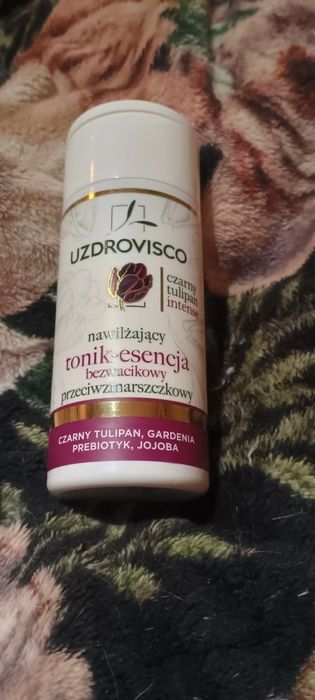 UZDROVISCO
czarny
tulipan
intense
nawilżający
tonik-esencja
bezwacikowy
przeciwzmarszczkowy
CZARNY TULIPAN, GARDENIA
PREBIOTYK, JOJOBA